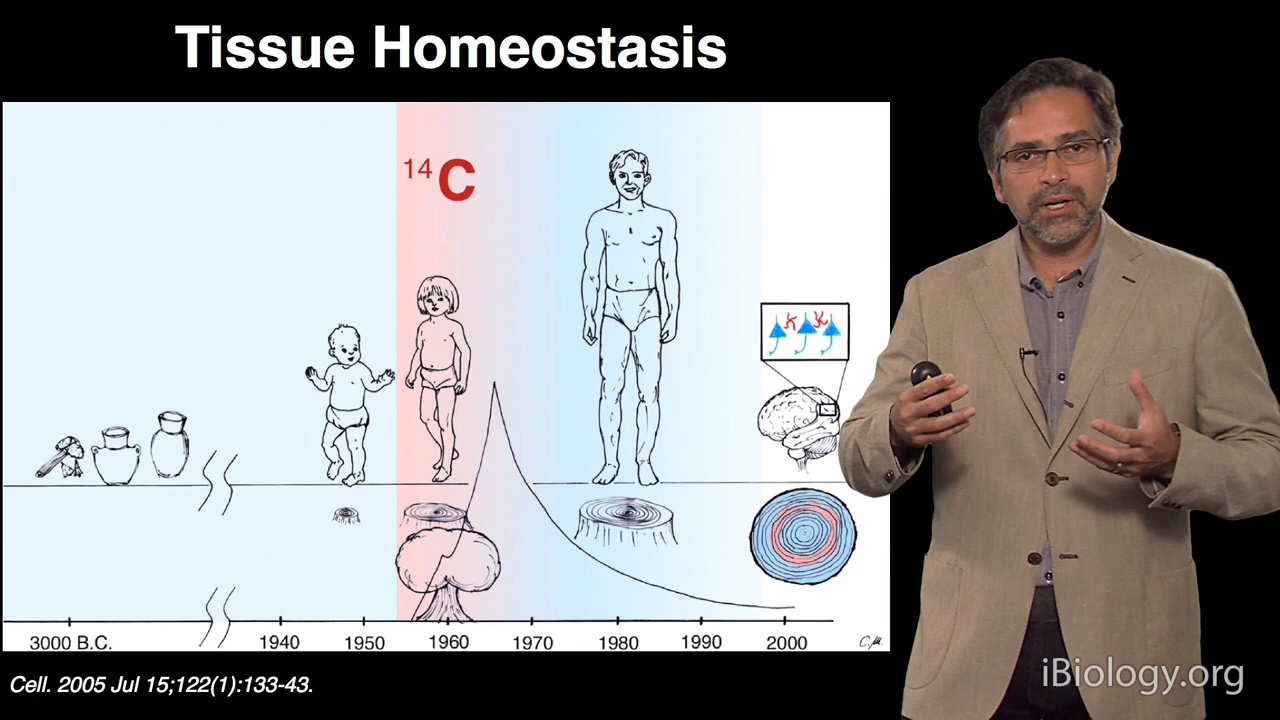 Tissue Homeostasis
14C
3000 B.C.
1940
1950
1960
1970
1980
1990
2000
C.M.
Cell. 2005 Jul 15;122(1):133-43.
iBiology.org